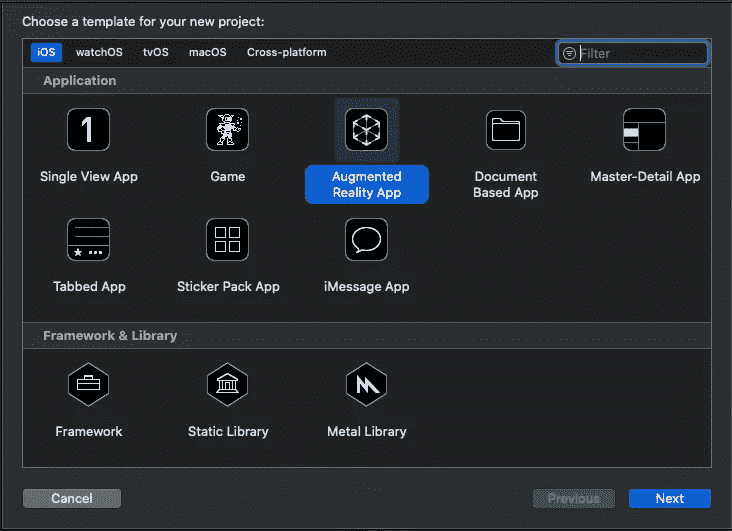 Choose a template for your new project:
iOS watchOS tvOS macOS Cross-platform Filter
Application
1
Single View App Game Augmented Reality App Document Based App Master-Detail App
Tabbed App Sticker Pack App iMessage App
Framework & Library
Framework Static Library Metal Library
Cancel Previous Next